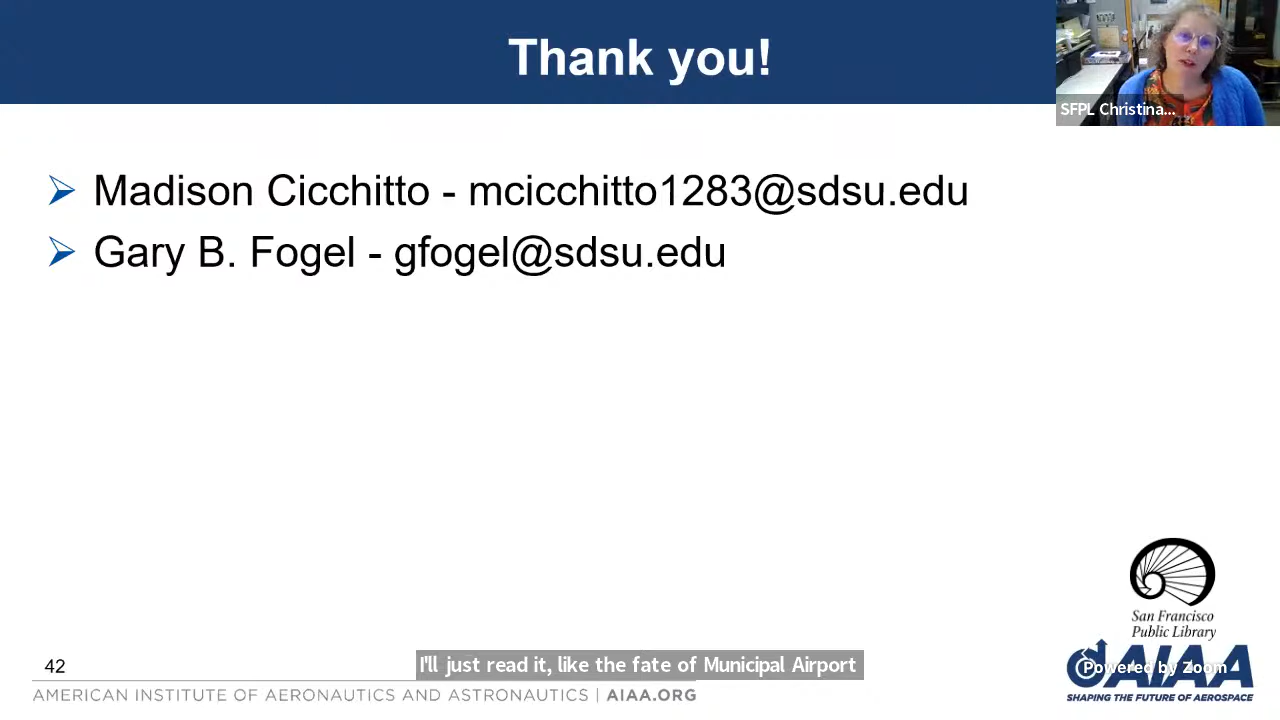 Thank you!
SFPL Christina...
Madison Cicchitto - mcicchitto1283@sdsu.edu
Gary B. Fogel - gfogel@sdsu.edu
San Francisco
Public Library
I'll just read it, like the fate of Municipal Airport
42
AIAA
Powered by Zoom
AMERICAN INSTITUTE OF AERONAUTICS AND ASTRONAUTICS | AIAA.ORG
SHAPING THE FUTURE OF AEROSPACE